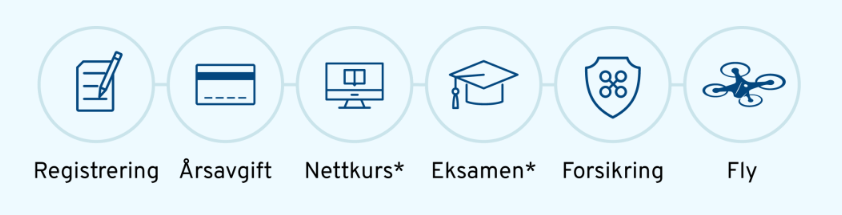 Registrering Årsavgift Nettkurs* Eksamen* Forsikring Fly